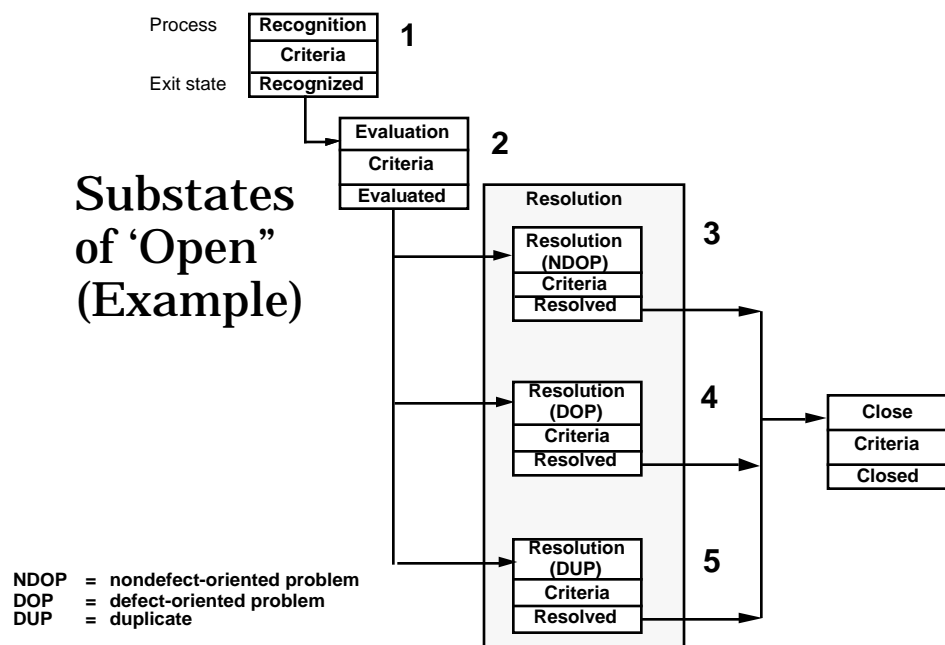 Process
Recognition
1
Criteria
Exit state
Recognized
Evaluation
2
Criteria
Evaluated
Substates
of ‘Open”
(Example)
Resolution
3
Resolution
(NDOP)
Criteria
Resolved
4
Resolution
(DOP)
Criteria
Resolved
5
Resolution
(DUP)
Criteria
Resolved
Close
Criteria
Closed
NDOP = nondefect-oriented problem
DOP = defect-oriented problem
DUP = duplicate